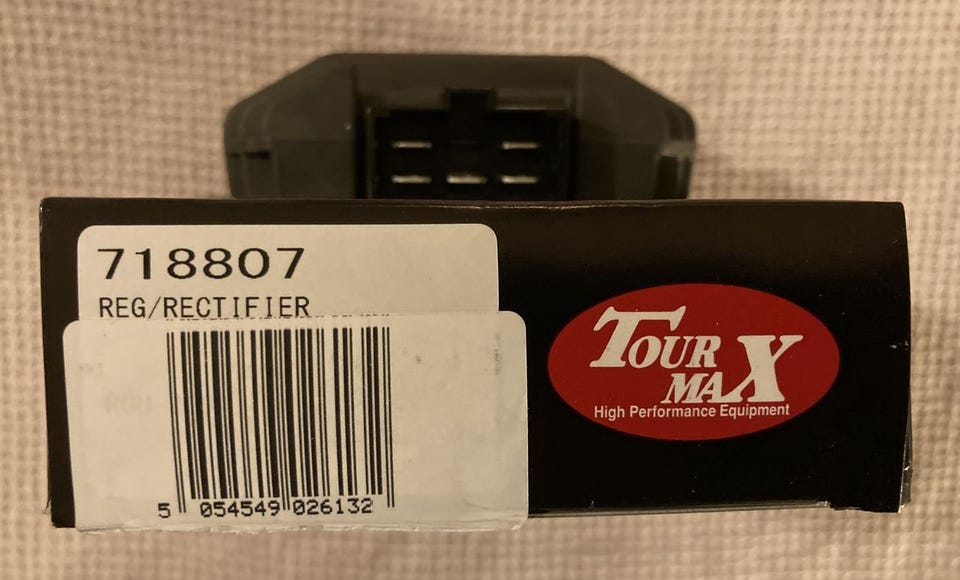 718807
REG/RECTIFIER
5 054549 026132
TOUR
MAX
High Performance Equipment